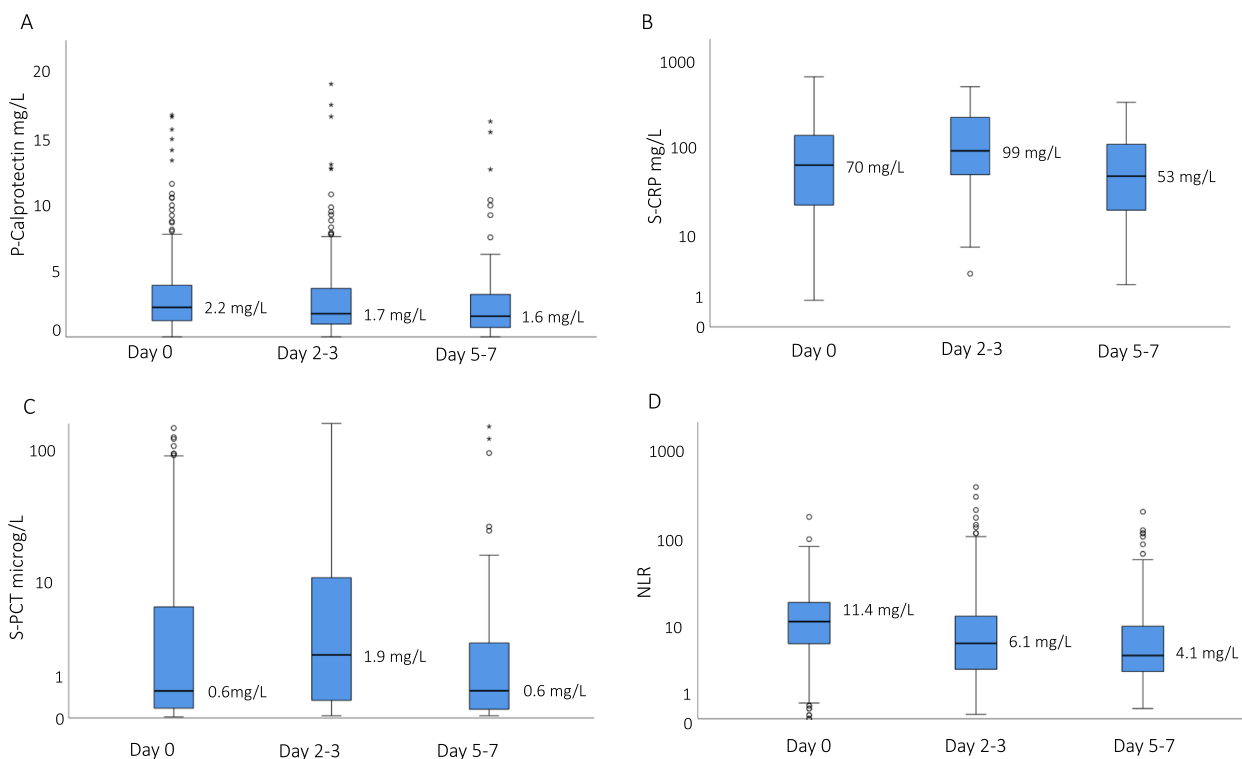 A
P-Calprotectin mg/L
20
15
10
5
0
2.2 mg/L
1.7 mg/L
1.6 mg/L
Day 0
Day 2-3
Day 5-7
B
S-CRP mg/L
1000
100
10
1
0
70 mg/L
99 mg/L
53 mg/L
Day 0
Day 2-3
Day 5-7
C
S-PCT microg/L
100
10
1
0
0.6mg/L
1.9 mg/L
0.6 mg/L
Day 0
Day 2-3
Day 5-7
D
NLR
1000
100
10
1
0
11.4 mg/L
6.1 mg/L
4.1 mg/L
Day 0
Day 2-3
Day 5-7